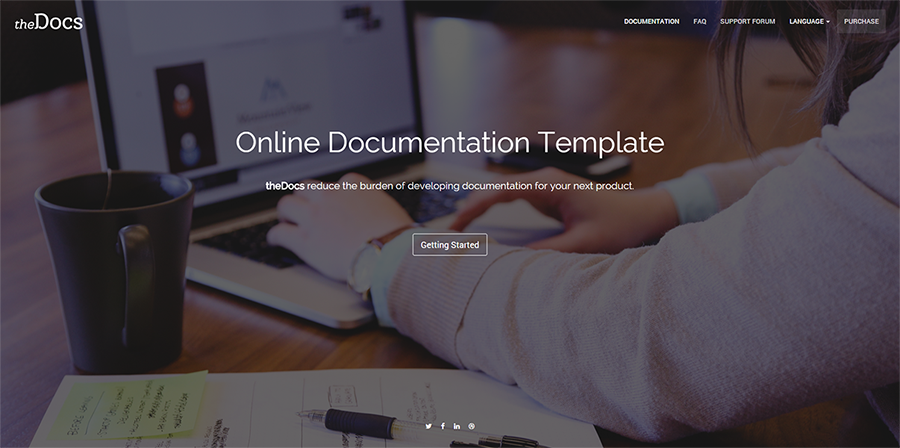 theDocs
DOCUMENTATION
FAQ
SUPPORT FORUM
LANGUAGE
PURCHASE
Online Documentation Template
theDocs reduce the burden of developing documentation for your next product.
Getting Started